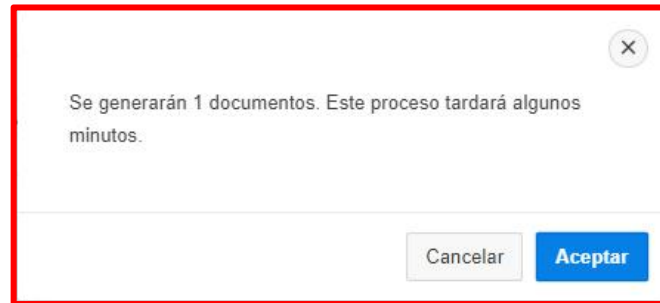 Se generarán 1 documentos. Este proceso tardará algunos
minutos.
Cancelar
Aceptar